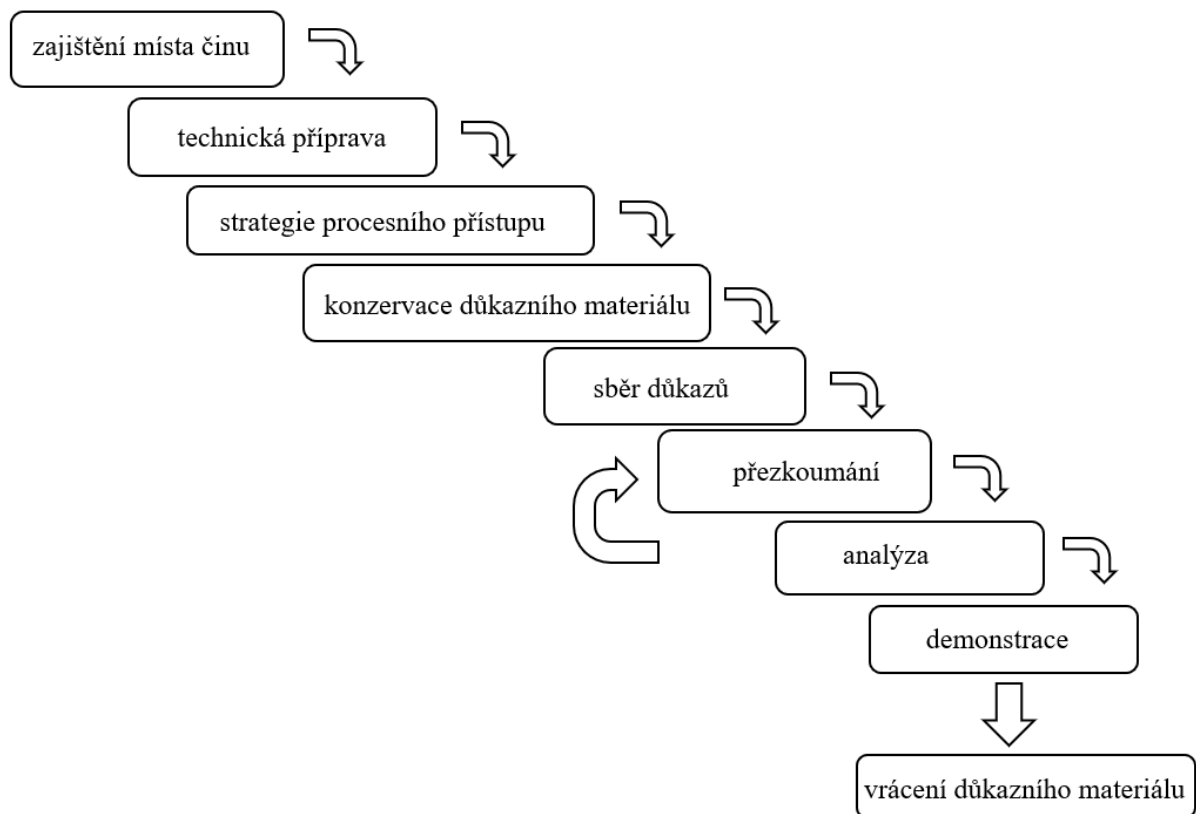 zajištění místa činu
technická příprava
strategie procesního přístupu
konzervace důkazního materiálu
sběr důkazů
přezkoumání
analýza
demonstrace
vrácení důkazního materiálu